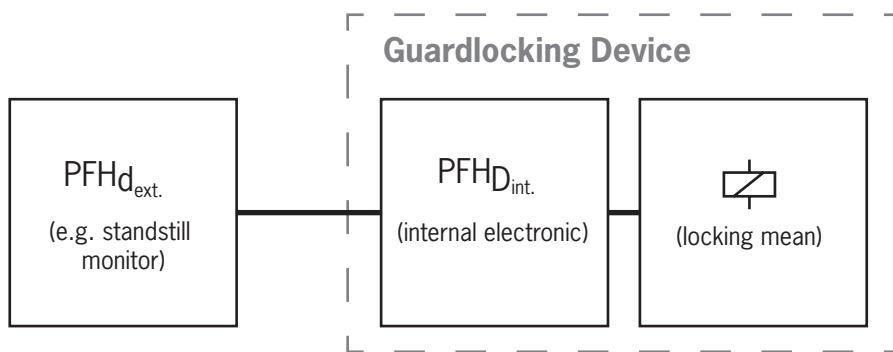 Guardlocking Device
PFHdext.
(e.g. standstill
monitor)
PFHDint.
(internal electronic)
(locking mean)